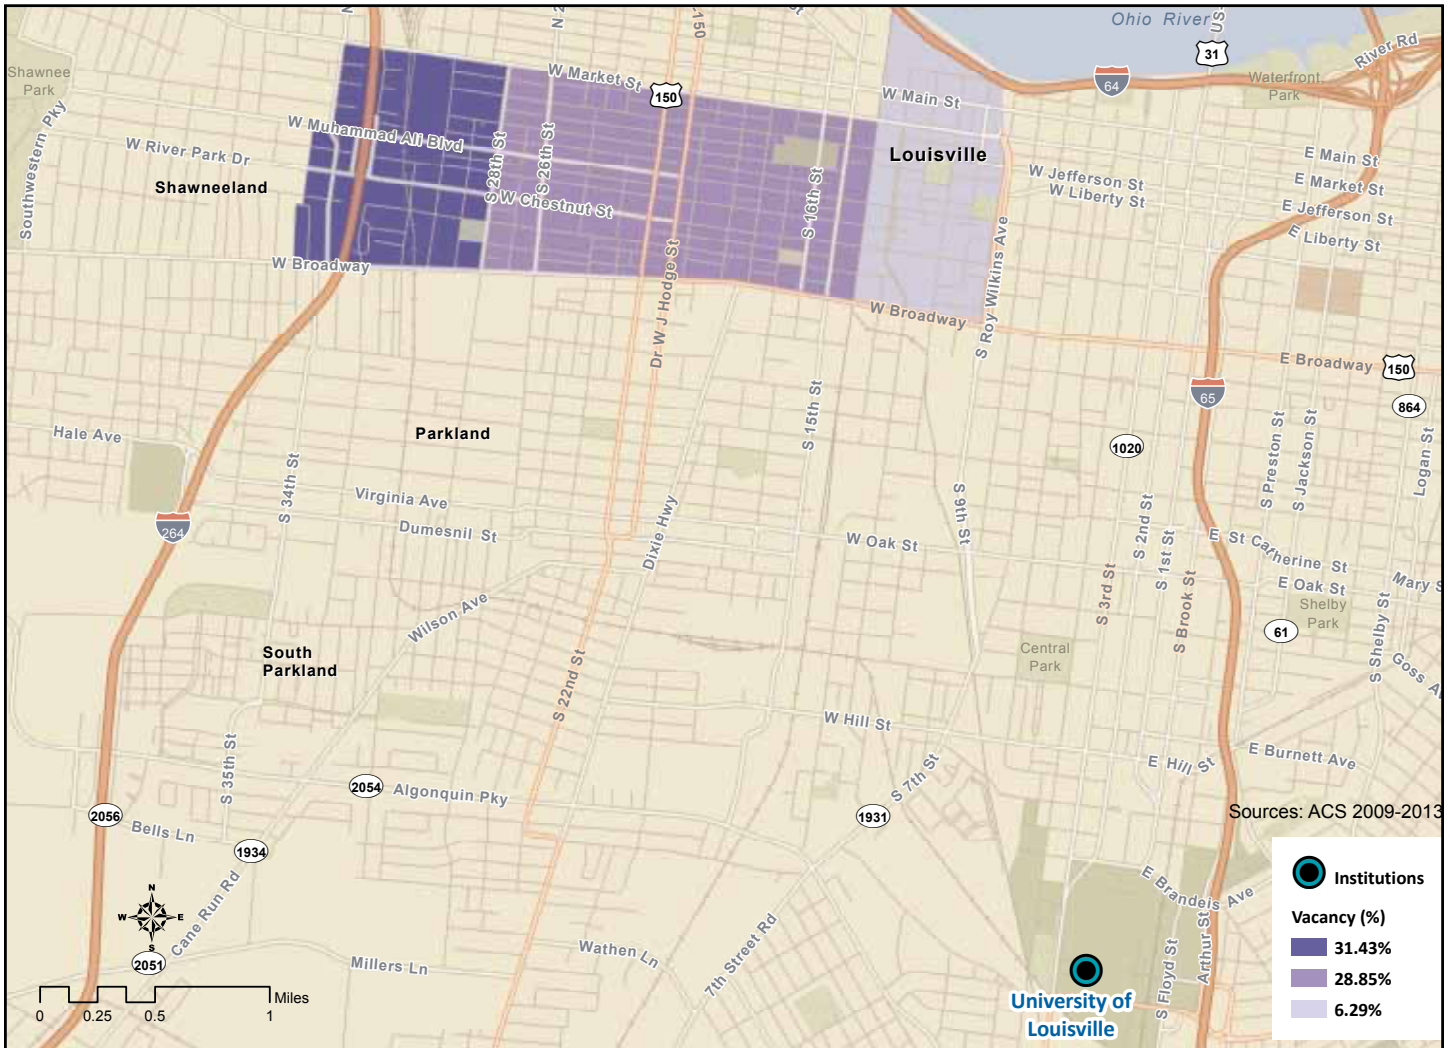 Ohio River
31
River Rd
64
Waterfront
Park
Shawnee
Park
W Market St
150
W Main St
W Muhammad Ali Blvd
W River Park Dr
Southwestern Pky
Shawneeland
S 28th St
S 26th St
W Chestnut St
S 16th St
Louisville
W Jefferson St
W Liberty St
E Main St
E Market St
E Jefferson St
E Liberty St
W Broadway
Dr W J Hodge St
W Broadway
S Roy Wilkins Ave
E Broadway
150
65
864
Hale Ave
Parkland
S 15th St
1020
S Preston St
S Jackson St
Logan St
S 34th St
Virginia Ave
Dumesnil St
264
Dixie Hwy
W Oak St
S 9th St
S 2nd St
S 1st St
E St Catherine St
E Oak St
Mary S
Shelby
Park
61
S 3rd St
S Brook St
S Shelby St
Goss A
Wilson Ave
South
Parkland
Central
Park
S 22nd St
W Hill St
E Hill St
E Burnett Ave
S 35th St
2054
Algonquin Pky
S 7th St
1931
2056
Bells Ln
1934
Cane Run Rd
Sources: ACS 2009-2013
E Brandeis Ave
Arthur St
S Floyd St
N
W
E
S
2051
Millers Ln
Wathen Ln
7th Street Rd
University of
Louisville
Miles
0
0.25
0.5
1
Institutions
Vacancy (%)
31.43%
28.85%
6.29%